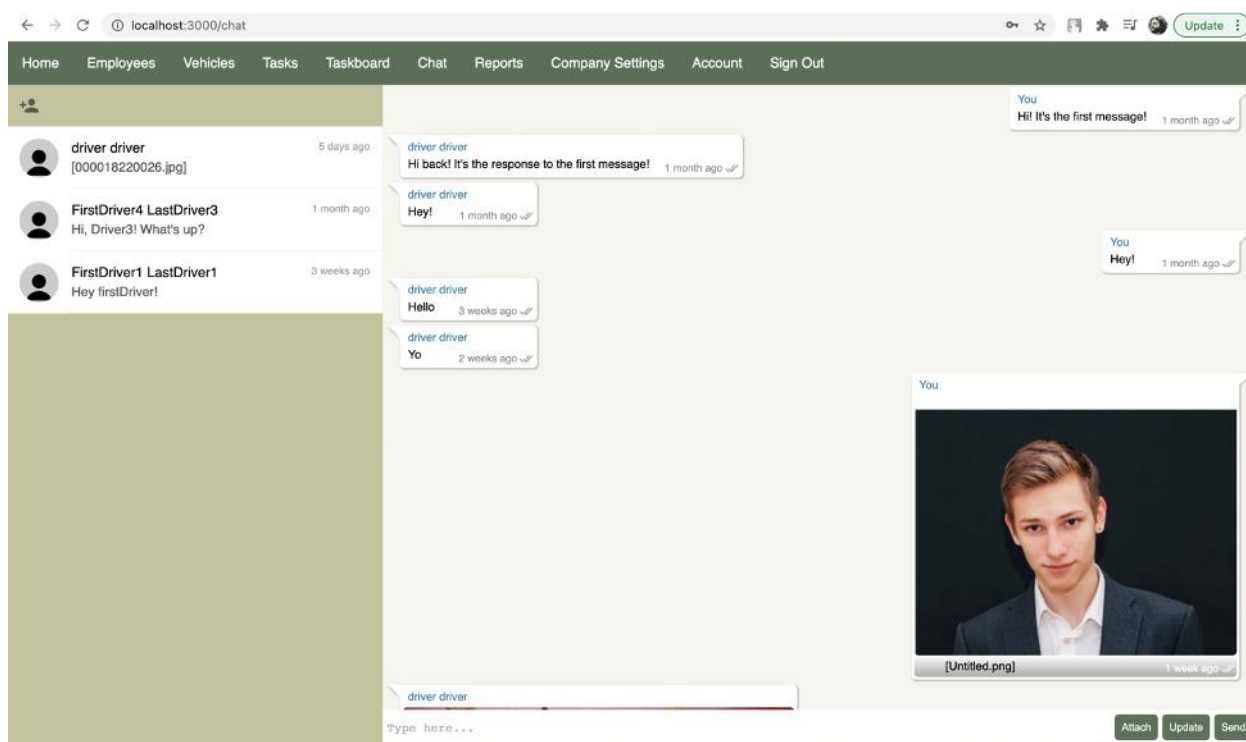 localhost:3000/chat
Update
Home Employees Vehicles Tasks Taskboard Chat Reports Company Settings Account Sign Out
driver driver 5 days ago
[000018220026.jpg]
FirstDriver4 LastDriver3 1 month ago
Hi, Driver3! What's up?
FirstDriver1 LastDriver1 3 weeks ago
Hey firstDriver!
You
Hi! It's the first message! 1 month ago
driver driver
Hi back! It's the response to the first message! 1 month ago
driver driver
Hey! 1 month ago
You
Hey! 1 month ago
driver driver
Hello 3 weeks ago
driver driver
Yo 2 weeks ago
You
[Untitled.png] 1 week ago
driver driver
Type here...
Attach Update Send